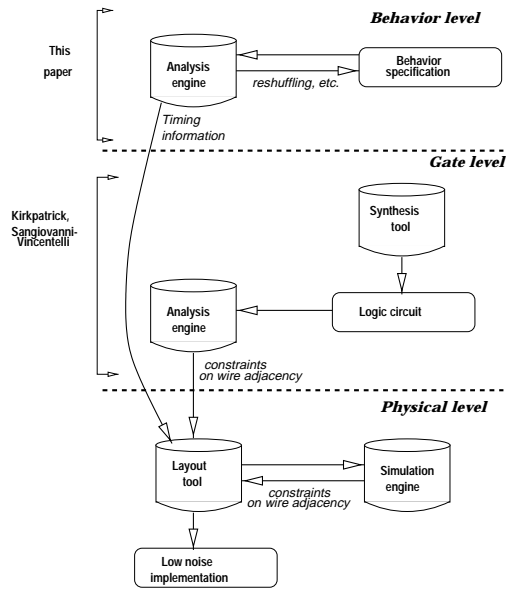 Behavior level
This
paper
Analysis
engine
Behavior
specification
reshuffling, etc.
Timing
information
Gate level
Kirkpatrick,
Sangiovanni-
Vincentelli
Synthesis
tool
Logic circuit
Analysis
engine
constraints
on wire adjacency
Physical level
Layout
tool
Simulation
engine
constraints
on wire adjacency
Low noise
implementation